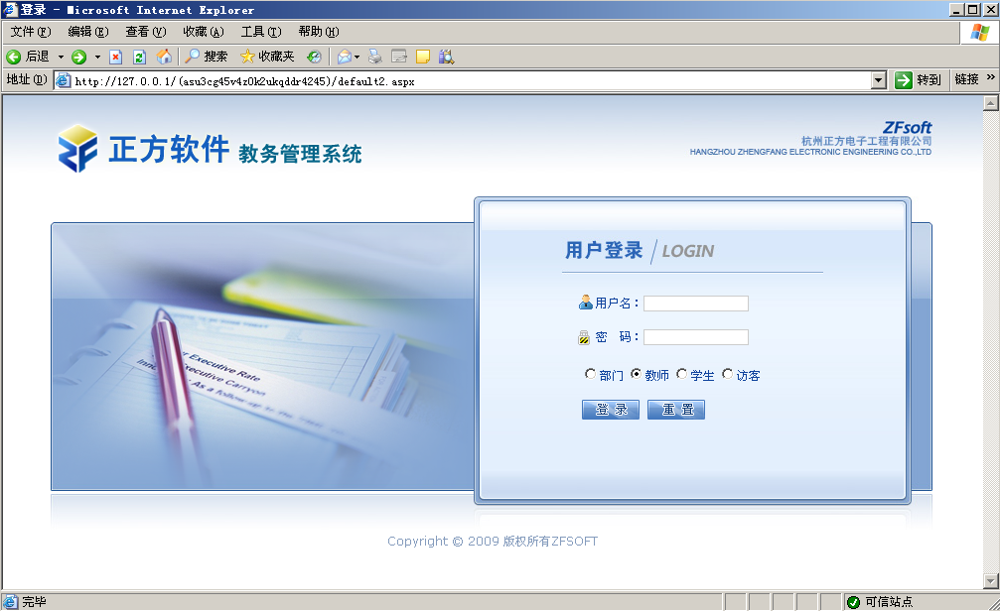 登录 - Microsoft Internet Explorer
文件(F) 编辑(E) 查看(V) 收藏(A) 工具(T) 帮助(H)
后退 搜索 收藏夹
地址(D) http://127.0.0.1/(asu3cg45v4z0k2ukqddr4245)/default2.aspx 转到 链接 »
正方软件 教务管理系统
ZFsoft
杭州正方电子工程有限公司
HANGZHOU ZHENGFANG ELECTRONIC ENGINEERING CO.,LTD
用户登录 / LOGIN
用户名：
密 码：
部门 教师 学生 访客
登 录 重 置
Executive Rate
Executive Carryon
As a follow-up to the
Copyright © 2009 版权所有ZFSOFT
完毕 可信站点